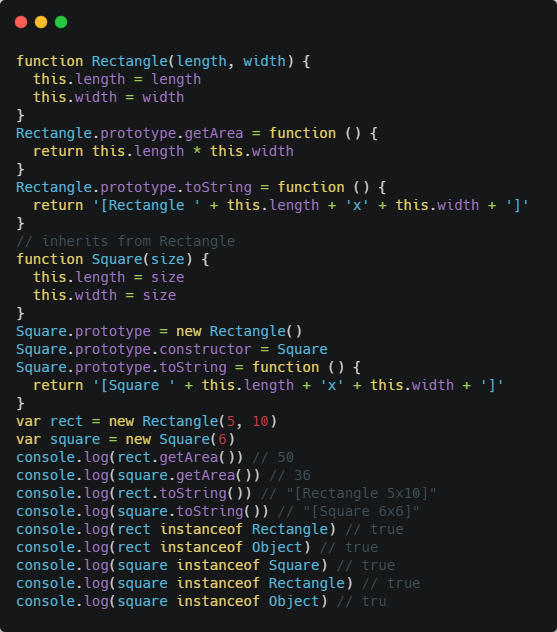 function Rectangle(length, width) {
  this.length = length
  this.width = width
}
Rectangle.prototype.getArea = function () {
  return this.length * this.width
}
Rectangle.prototype.toString = function () {
  return '[Rectangle ' + this.length + 'x' + this.width + ']'
}
// inherits from Rectangle
function Square(size) {
  this.length = size
  this.width = size
}
Square.prototype = new Rectangle()
Square.prototype.constructor = Square
Square.prototype.toString = function () {
  return '[Square ' + this.length + 'x' + this.width + ']'
}
var rect = new Rectangle(5, 10)
var square = new Square(6)
console.log(rect.getArea()) // 50
console.log(square.getArea()) // 36
console.log(rect.toString()) // "[Rectangle 5x10]"
console.log(square.toString()) // "[Square 6x6]"
console.log(rect instanceof Rectangle) // true
console.log(rect instanceof Object) // true
console.log(square instanceof Square) // true
console.log(square instanceof Rectangle) // true
console.log(square instanceof Object) // tru